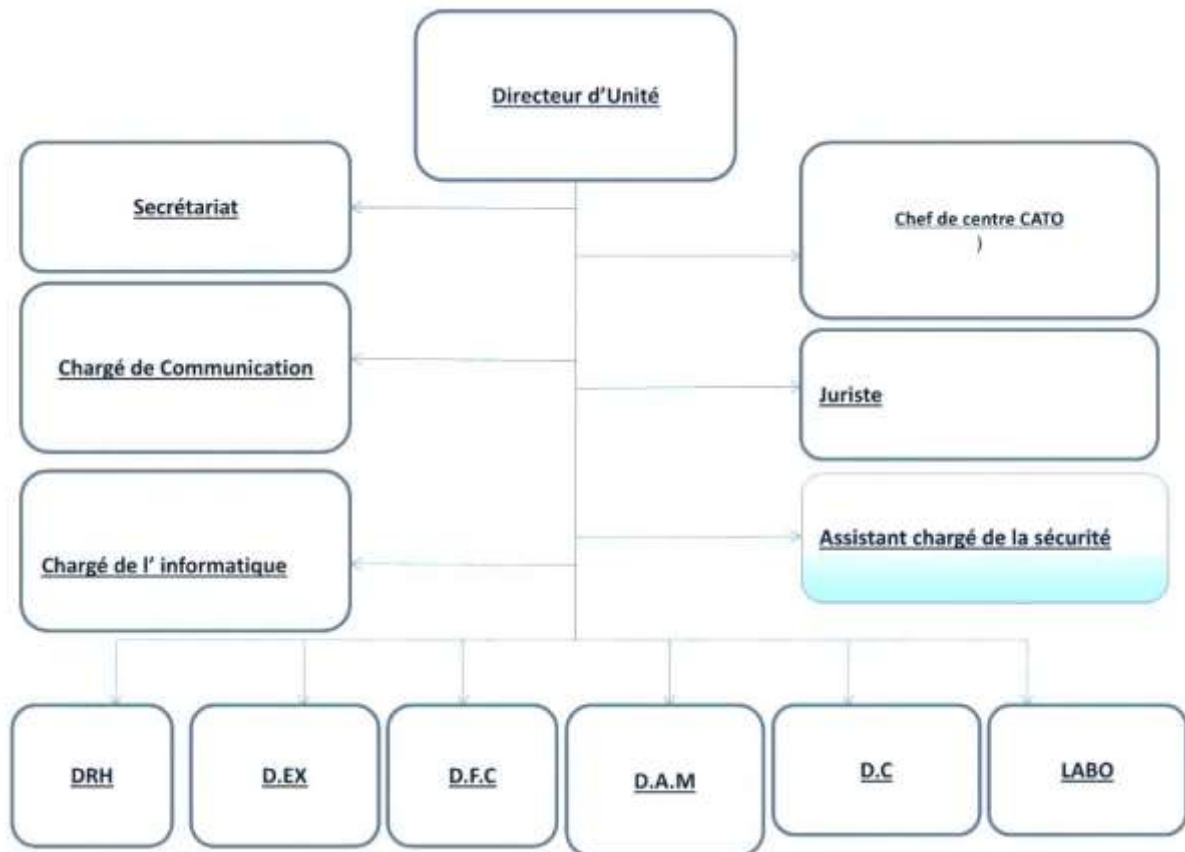 Directeur d'Unité
Secrétariat
Chef de centre CATO
)
Chargé de Communication
Juriste
Assistant chargé de la sécurité
Chargé de l' informatique
DRH
D.EX
D.F.C
D.A.M
D.C
LABO